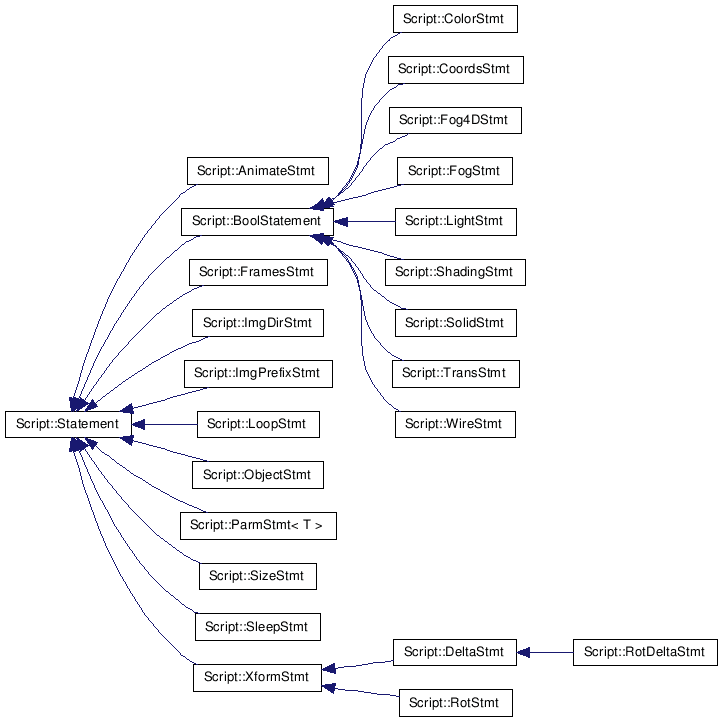 Script::ColorStmt
Script::CoordsStmt
Script::Fog4DStmt
Script::AnimateStmt
Script::FogStmt
Script::BoolStatement
Script::LightStmt
Script::FramesStmt
Script::ShadingStmt
Script::ImgDirStmt
Script::SolidStmt
Script::ImgPrefixStmt
Script::TransStmt
Script::Statement
Script::LoopStmt
Script::WireStmt
Script::ObjectStmt
Script::ParmStmt< T >
Script::SizeStmt
Script::SleepStmt
Script::DeltaStmt
Script::RotDeltaStmt
Script::XformStmt
Script::RotStmt